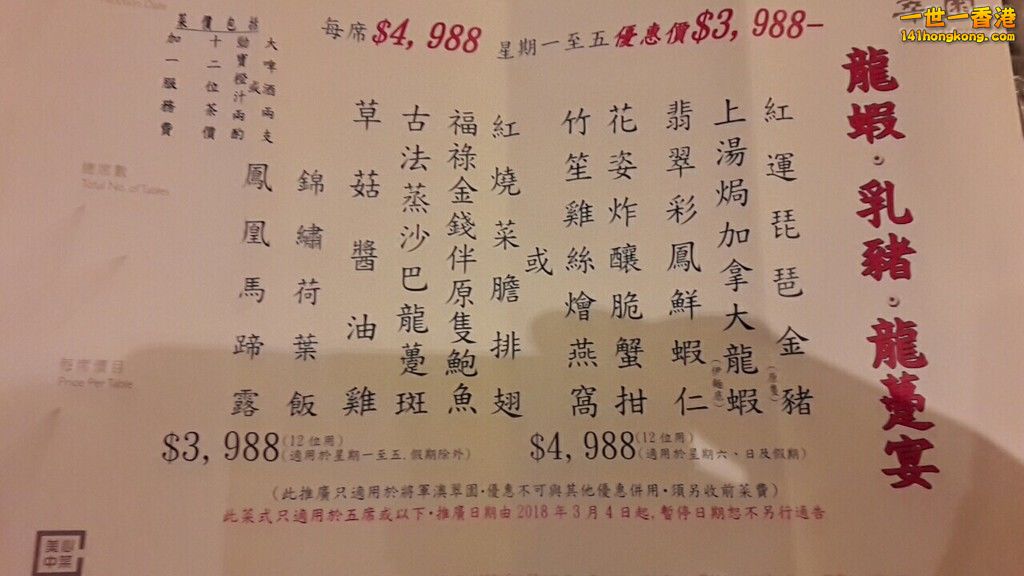 一世一香港
141hongkong.com
翠園
每席$4,988 星期一至五優惠價$3,988-
龍蝦·乳豬·龍躉宴
紅運琵琶金豬
(原隻)
上湯焗加拿大龍蝦
(伊麵底)
翡翠彩鳳鮮蝦仁
花姿炸釀脆蟹拑
竹笙雞絲燴燕窩
或
紅燒菜膽排翅
福祿金錢伴原隻鮑魚
古法蒸沙巴龍躉斑
草菇醬油雞
錦繡荷葉飯
鳳凰馬蹄露
菜價包括
大啤酒兩支
或
勁寶橙汁兩酌
十二位茶價
加一服務費
總席數
Total No. of Tables
每席價目
Price Per Table
$3,988(12位用)
(適用於星期一至五.假期除外)
$4,988(12位用)
(適用於星期六、日及假期)
(此推廣只適用於將軍澳翠園·優惠不可與其他優惠併用·須另收前菜費)
此菜式只適用於五席或以下·推廣日期由2018年3月4日起,暫停日期恕不另行通告
美心
中菜